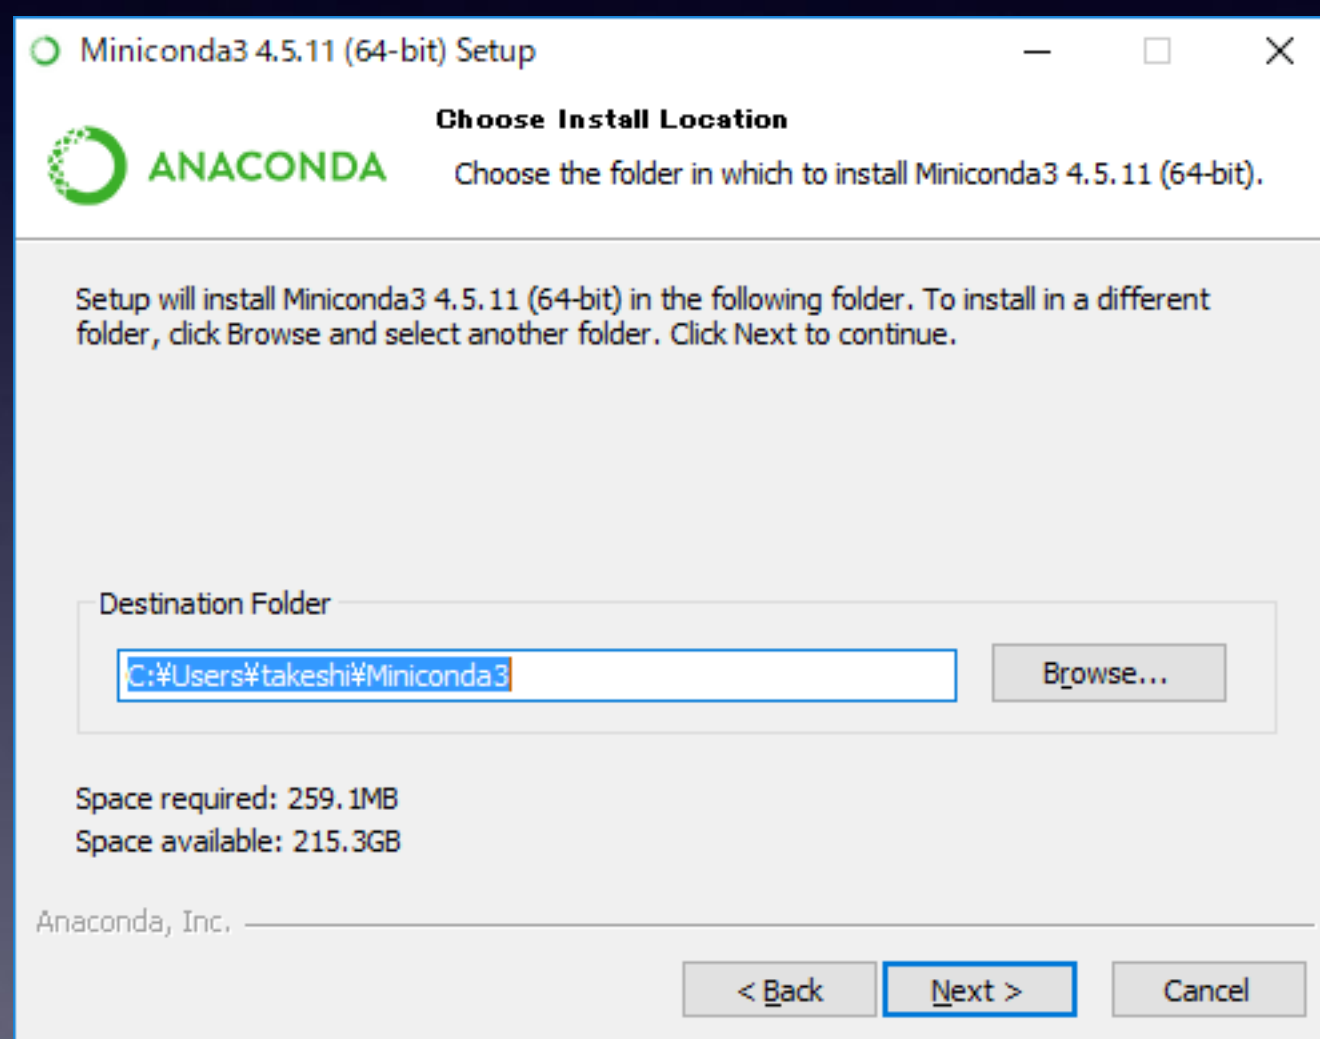 Miniconda3 4.5.11 (64-bit) Setup
ANACONDA
Choose Install Location
Choose the folder in which to install Miniconda3 4.5.11 (64-bit).
Setup will install Miniconda3 4.5.11 (64-bit) in the following folder. To install in a different
folder, click Browse and select another folder. Click Next to continue.
Destination Folder
C:¥Users¥takeshi¥Miniconda3
Browse...
Space required: 259.1MB
Space available: 215.3GB
Anaconda, Inc.
< Back
Next >
Cancel